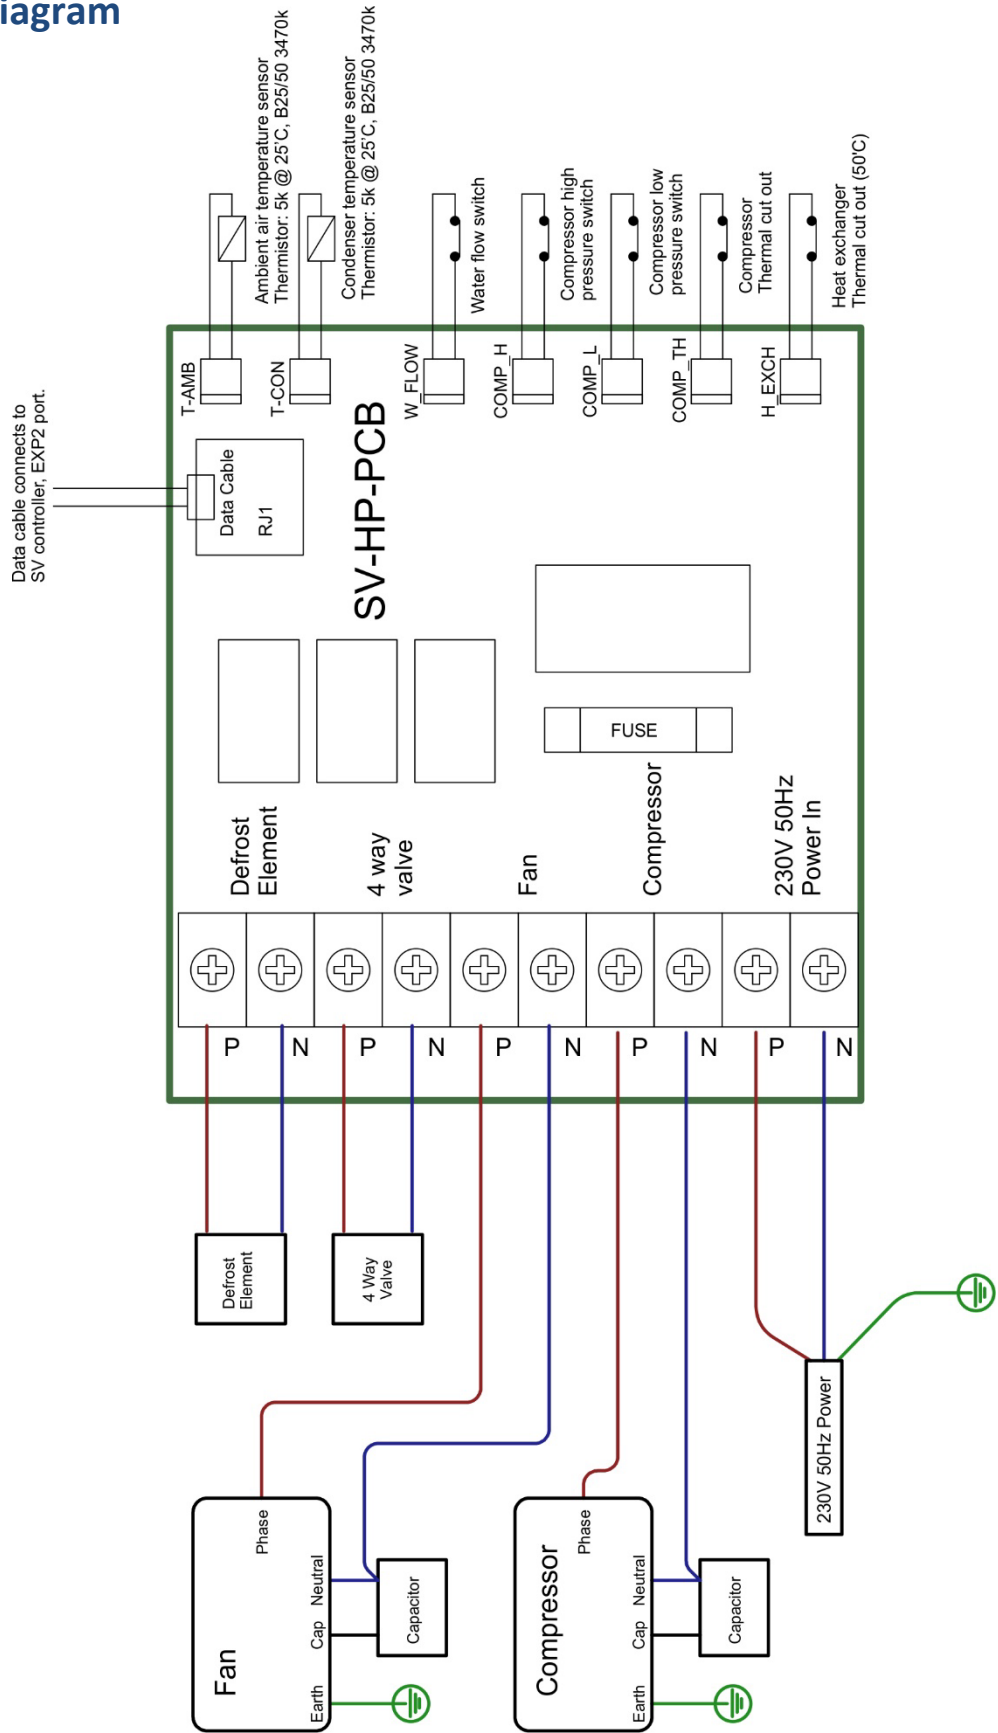 iagram
Data cable connects to
SV controller, EXP2 port.
Ambient air temperature sensor
Thermistor: 5k @ 25'C, B25/50 3470k
Condenser temperature sensor
Thermistor: 5k @ 25'C, B25/50 3470k
Water flow switch
Compressor high
pressure switch
Compressor low
pressure switch
Compressor
Thermal cut out
Heat exchanger
Thermal cut out (50'C)
T-AMB
T-CON
W_FLOW
COMP_H
COMP_L
COMP_TH
H_EXCH
Data Cable
RJ1
SV-HP-PCB
FUSE
Defrost
Element
4 way
valve
Fan
Compressor
230V 50Hz
Power In
P
N
P
N
P
N
P
N
P
N
Defrost
Element
4 Way
Valve
230V 50Hz Power
Fan
Phase
Neutral
Cap
Earth
Capacitor
Compressor
Phase
Neutral
Cap
Earth
Capacitor